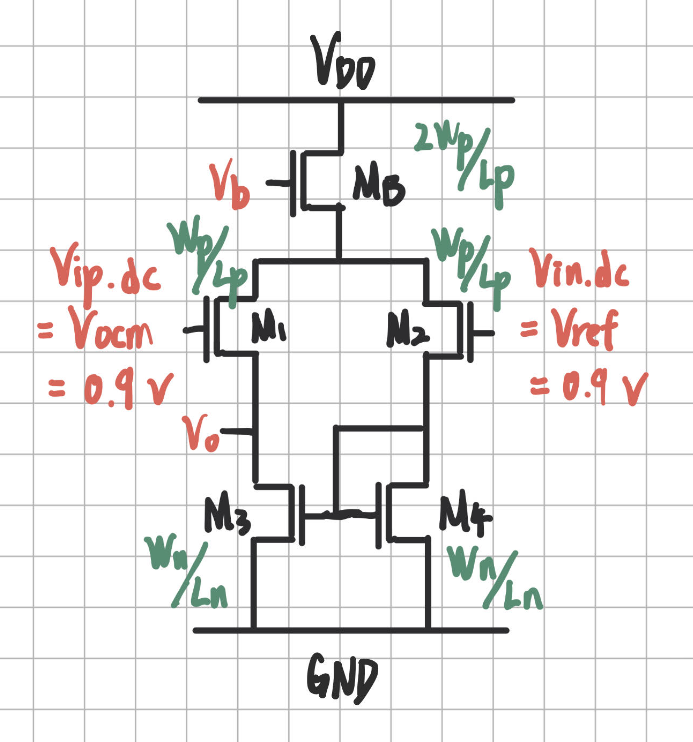 VDD
2Wp/Lp
Vb
MB
Wp/Lp
Wp/Lp
Vip.dc
= Vocm
= 0.9 V
M1
M2
Vin.dc
= Vref
= 0.9 V
Vo
M3
M4
Wn/Ln
Wn/Ln
GND